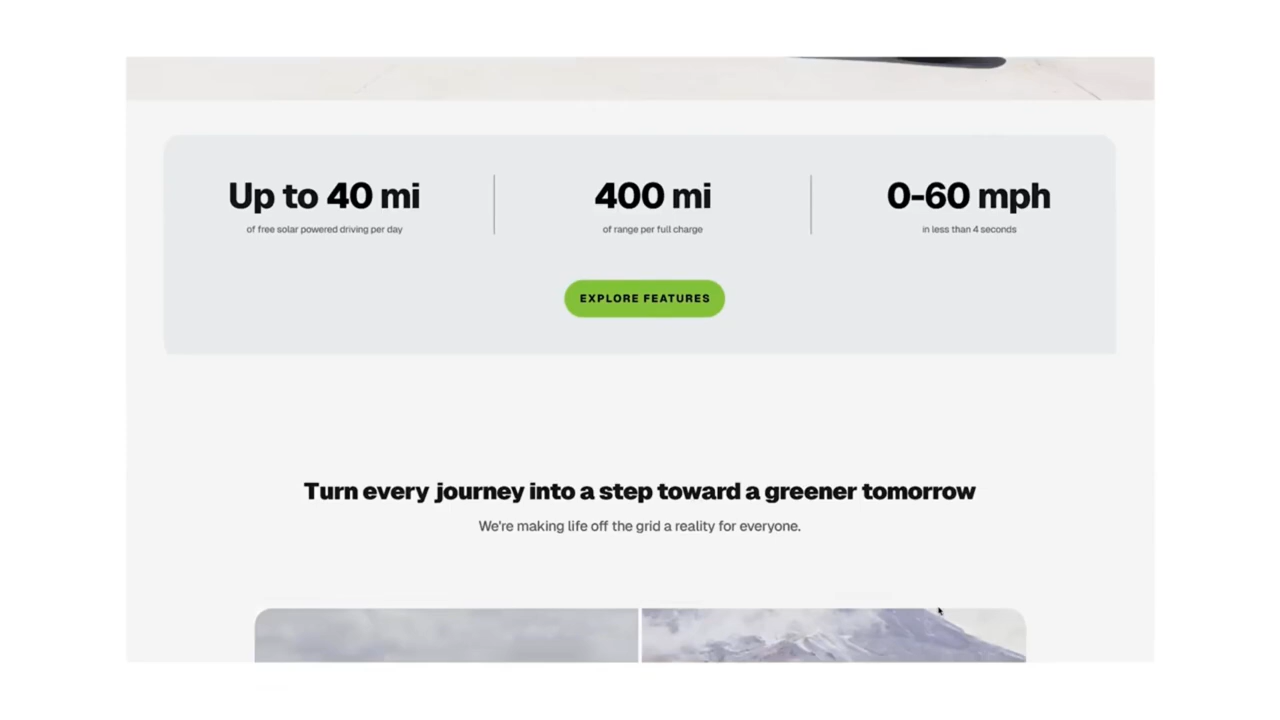 Up to 40 mi
of free solar powered driving per day
400 mi
of range per full charge
0-60 mph
in less than 4 seconds
EXPLORE FEATURES
Turn every journey into a step toward a greener tomorrow
We're making life off the grid a reality for everyone.